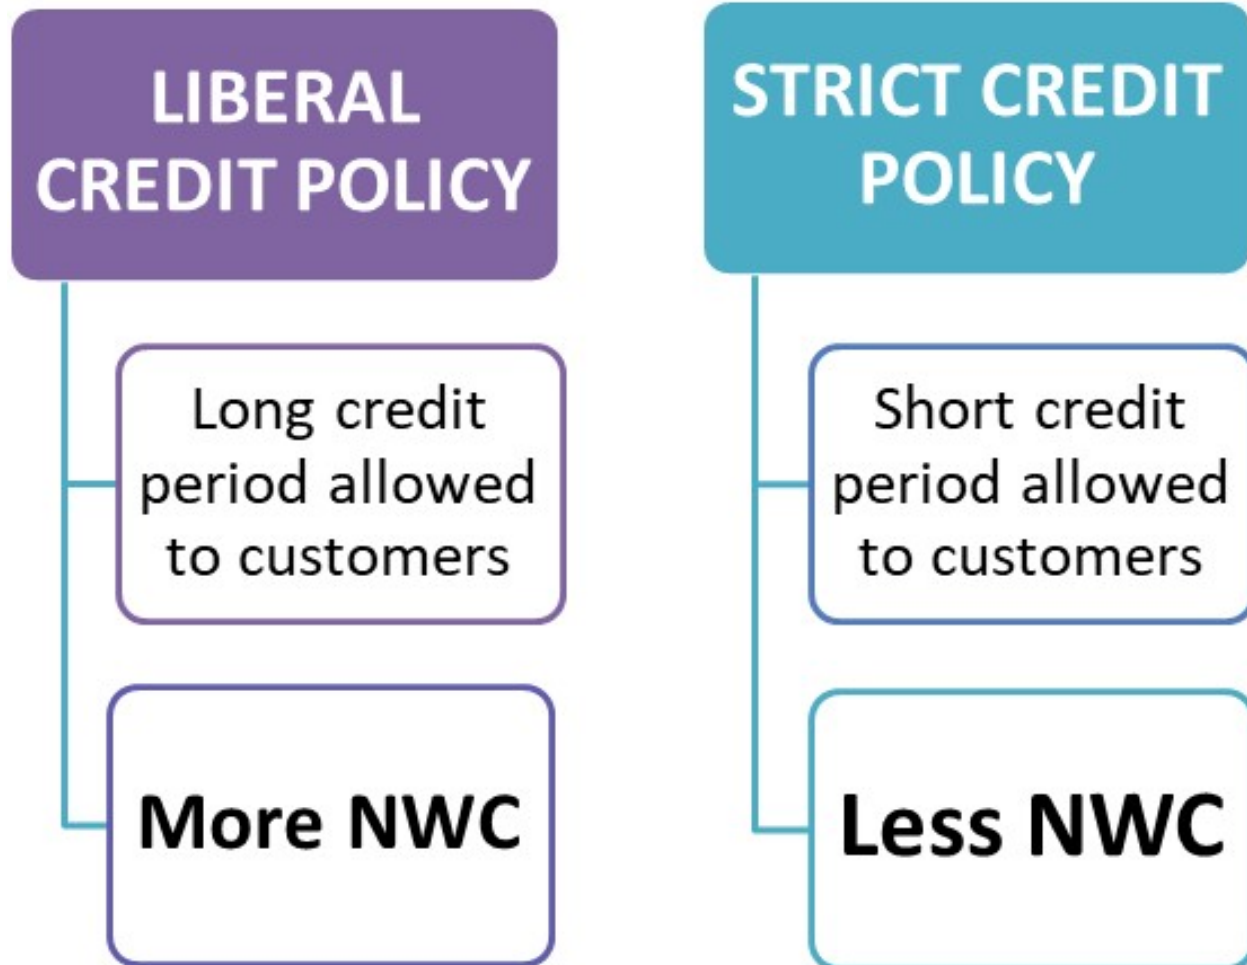 LIBERAL
CREDIT POLICY
Long credit
period allowed
to customers
More NWC
STRICT CREDIT
POLICY
Short credit
period allowed
to customers
Less NWC